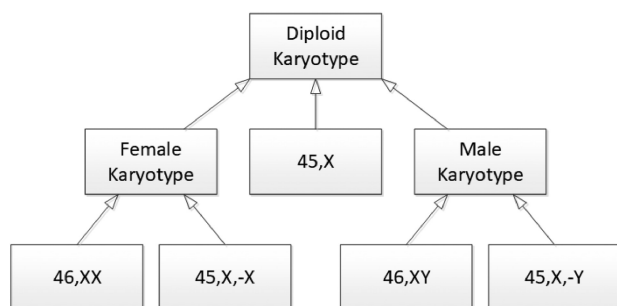 Diploid
Karyotype
Female
Karyotype
45,X
Male
Karyotype
46,XX
45,X,-X
46,XY
45,X,-Y